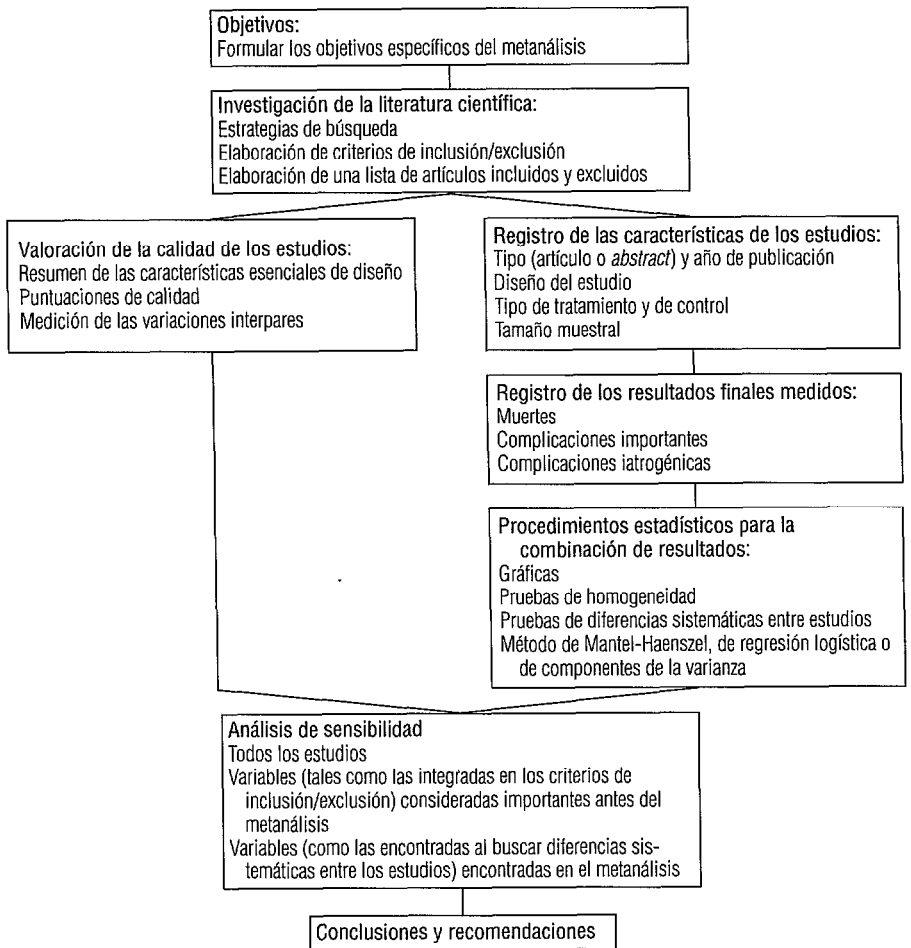 Objetivos:
Formular los objetivos específicos del metanálisis
Investigación de la literatura científica:
Estrategias de búsqueda
Elaboración de criterios de inclusión/exclusión
Elaboración de una lista de artículos incluidos y excluidos
Valoración de la calidad de los estudios:
Resumen de las características esenciales de diseño
Puntuaciones de calidad
Medición de las variaciones interpares
Registro de las características de los estudios:
Tipo (artículo o abstract) y año de publicación
Diseño del estudio
Tipo de tratamiento y de control
Tamaño muestral
Registro de los resultados finales medidos:
Muertes
Complicaciones importantes
Complicaciones iatrogénicas
Procedimientos estadísticos para la
combinación de resultados:
Gráficas
Pruebas de homogeneidad
Pruebas de diferencias sistemáticas entre estudios
Método de Mantel-Haenszel, de regresión logística o
de componentes de la varianza
Análisis de sensibilidad
Todos los estudios
Variables (tales como las integradas en los criterios de
inclusión/exclusión) consideradas importantes antes del
metanálisis
Variables (como las encontradas al buscar diferencias sis-
temáticas entre los estudios) encontradas en el metanálisis
Conclusiones y recomendaciones